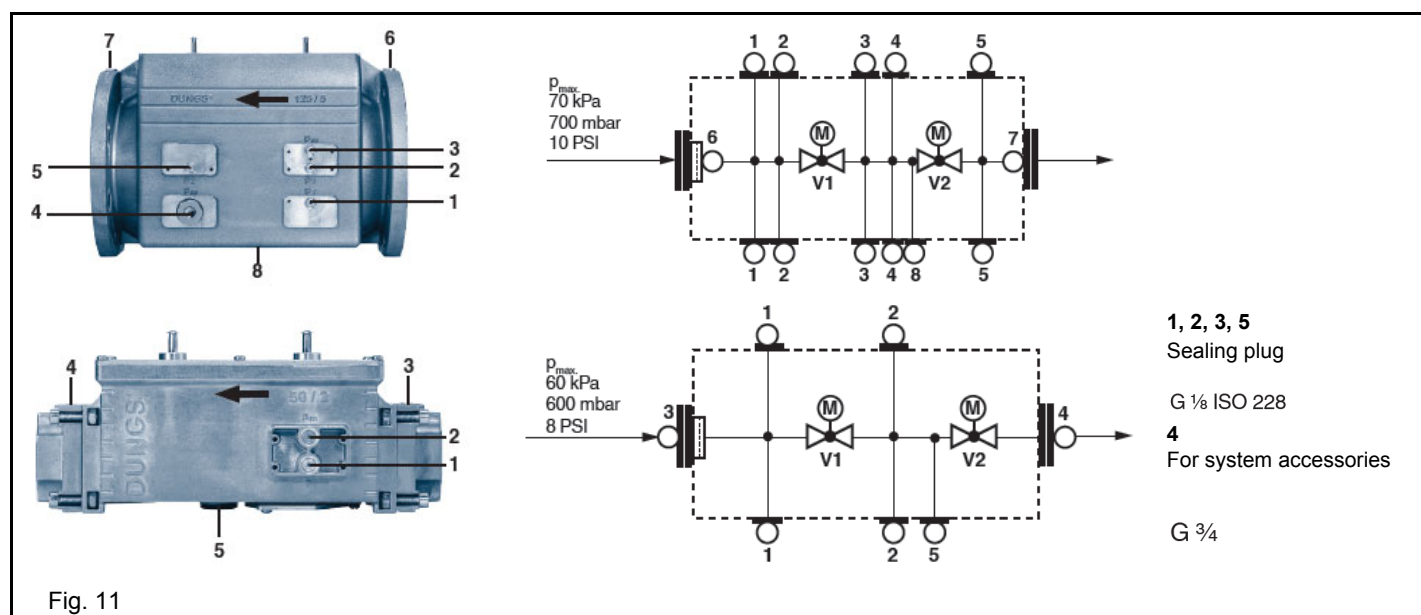 7
6
DUNGS
125 / 5
5
3
2
4
1
8
1 2 3 4 5
p max.
70 kPa
700 mbar
10 PSI
6
M
M
7
V1
V2
1 2 3 4 8 5
4
3
50 / 2
DUNGS
2
1
5
1 2
p max.
60 kPa
600 mbar
8 PSI
3
M
M
4
V1
V2
1 2 5
1, 2, 3, 5
Sealing plug
G ⅛ ISO 228
4
For system accessories
G ¾
Fig. 11